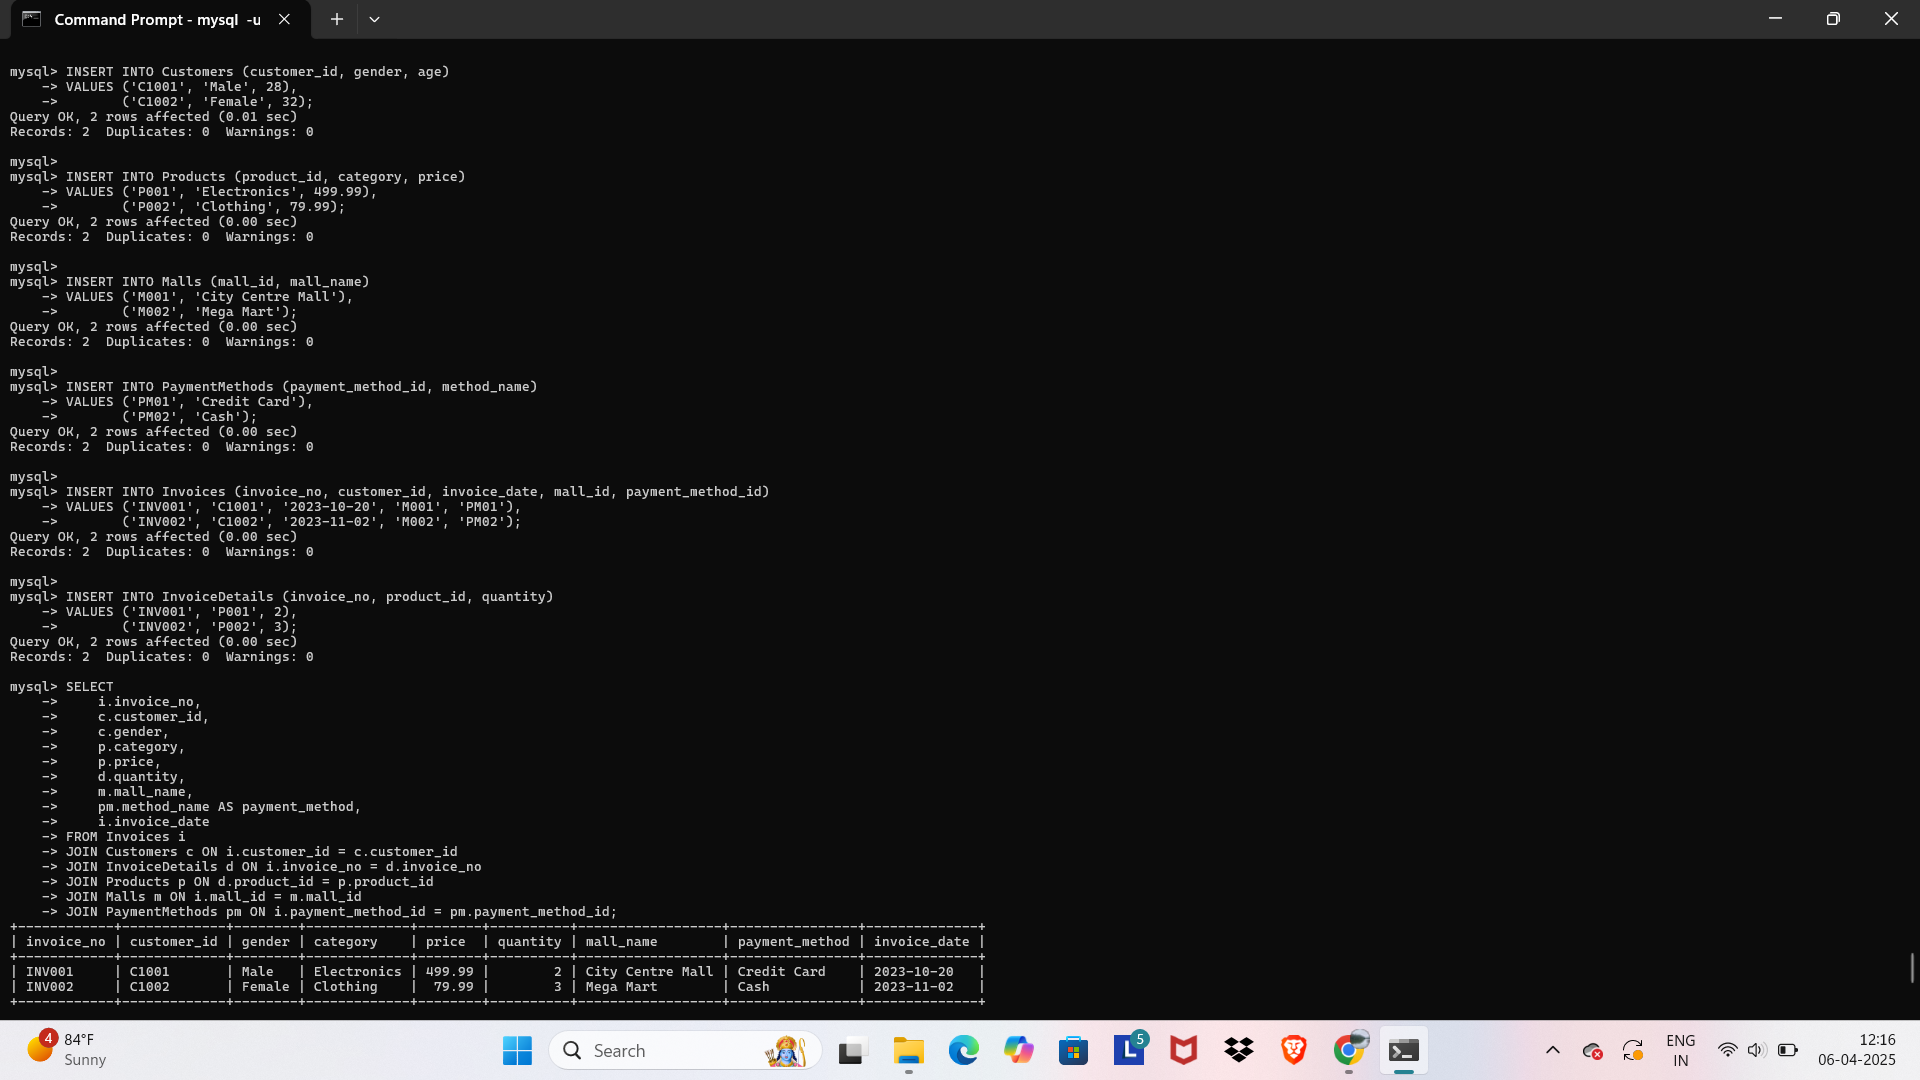 Command Prompt - mysql  -u
mysql> INSERT INTO Customers (customer_id, gender, age)
    -> VALUES ('C1001', 'Male', 28),
    ->        ('C1002', 'Female', 32);
Query OK, 2 rows affected (0.01 sec)
Records: 2  Duplicates: 0  Warnings: 0
mysql>
mysql> INSERT INTO Products (product_id, category, price)
    -> VALUES ('P001', 'Electronics', 499.99),
    ->        ('P002', 'Clothing', 79.99);
Query OK, 2 rows affected (0.00 sec)
Records: 2  Duplicates: 0  Warnings: 0
mysql>
mysql> INSERT INTO Malls (mall_id, mall_name)
    -> VALUES ('M001', 'City Centre Mall'),
    ->        ('M002', 'Mega Mart');
Query OK, 2 rows affected (0.00 sec)
Records: 2  Duplicates: 0  Warnings: 0
mysql>
mysql> INSERT INTO PaymentMethods (payment_method_id, method_name)
    -> VALUES ('PM01', 'Credit Card'),
    ->        ('PM02', 'Cash');
Query OK, 2 rows affected (0.00 sec)
Records: 2  Duplicates: 0  Warnings: 0
mysql>
mysql> INSERT INTO Invoices (invoice_no, customer_id, invoice_date, mall_id, payment_method_id)
    -> VALUES ('INV001', 'C1001', '2023-10-20', 'M001', 'PM01'),
    ->        ('INV002', 'C1002', '2023-11-02', 'M002', 'PM02');
Query OK, 2 rows affected (0.00 sec)
Records: 2  Duplicates: 0  Warnings: 0
mysql>
mysql> INSERT INTO InvoiceDetails (invoice_no, product_id, quantity)
    -> VALUES ('INV001', 'P001', 2),
    ->        ('INV002', 'P002', 3);
Query OK, 2 rows affected (0.00 sec)
Records: 2  Duplicates: 0  Warnings: 0
mysql> SELECT
    ->     i.invoice_no,
    ->     c.customer_id,
    ->     c.gender,
    ->     p.category,
    ->     p.price,
    ->     d.quantity,
    ->     m.mall_name,
    ->     pm.method_name AS payment_method,
    ->     i.invoice_date
    -> FROM Invoices i
    -> JOIN Customers c ON i.customer_id = c.customer_id
    -> JOIN InvoiceDetails d ON i.invoice_no = d.invoice_no
    -> JOIN Products p ON d.product_id = p.product_id
    -> JOIN Malls m ON i.mall_id = m.mall_id
    -> JOIN PaymentMethods pm ON i.payment_method_id = pm.payment_method_id;
+------------+-------------+--------+-------------+--------+----------+------------------+----------------+--------------+
| invoice_no | customer_id | gender | category    | price  | quantity | mall_name        | payment_method | invoice_date |
+------------+-------------+--------+-------------+--------+----------+------------------+----------------+--------------+
| INV001     | C1001       | Male   | Electronics | 499.99 |        2 | City Centre Mall | Credit Card    | 2023-10-20   |
| INV002     | C1002       | Female | Clothing    |  79.99 |        3 | Mega Mart        | Cash           | 2023-11-02   |
+------------+-------------+--------+-------------+--------+----------+------------------+----------------+--------------+
4
84°F
Sunny
Search
L
5
ENG
IN
12:16
06-04-2025